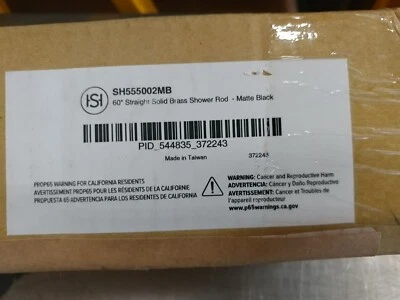 SH
SH555002MB
60" Straight Solid Brass Shower Rod - Matte Black
PID_544835_372243
Made in Taiwan
372243
PROP65 WARNING FOR CALIFORNIA RESIDENTS
AVERTISSEMENT PROP65 POUR LES RÉSIDENTS DE LA CALIFORNIE
PROPUESTA 65 ADVERTENCIA PARA LOS RESIDENTES DE CALIFORNIA
WARNING: Cancer and Reproductive Harm
ADVERTENCIA: Cáncer y Daño Reproductivo
AVERTISSEMENT: Cancer et Troubles de
l'appareil reproducteur
www.p65warnings.ca.gov